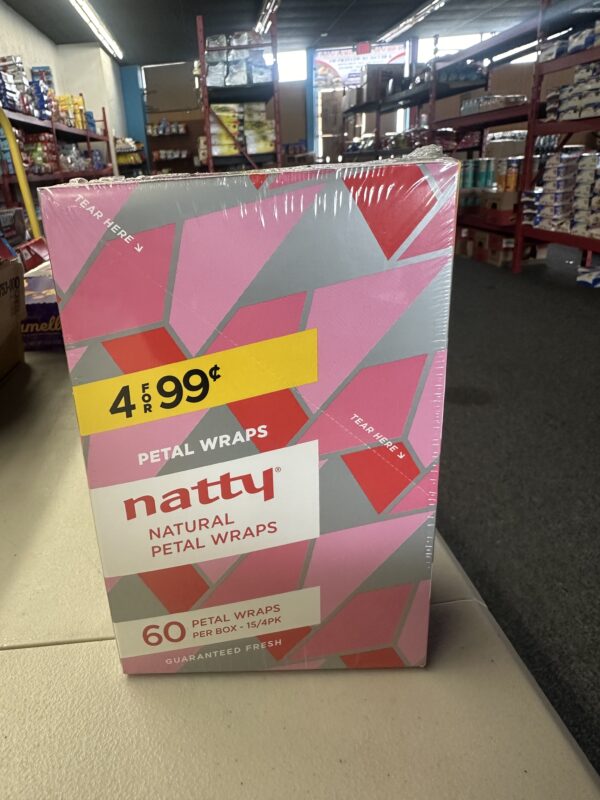 TEAR HERE ↘
4 FOR 99¢
PETAL WRAPS
TEAR HERE ↘
natty®
NATURAL
PETAL WRAPS
60 PETAL WRAPS
PER BOX - 15/4PK
GUARANTEED FRESH